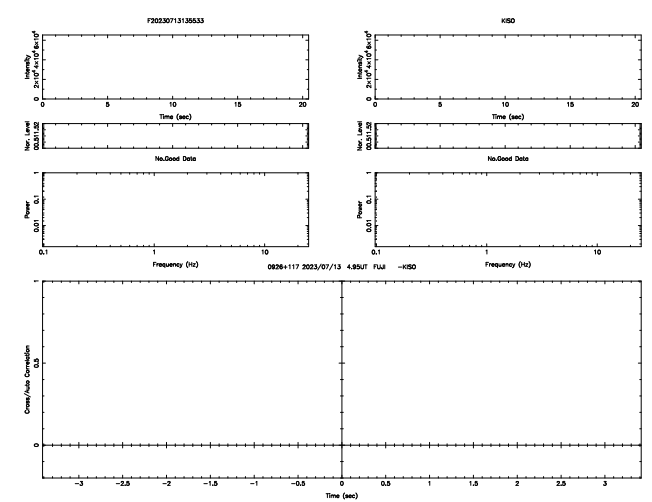 F20230713135533 KISO
Intensity
2×10⁴ 4×10⁴ 6×10⁴
0
0 5 10 15 20
Time (sec)
Intensity
2×10⁴ 4×10⁴ 6×10⁴
0
0 5 10 15 20
Time (sec)
Nor. Level
00.511.52
Nor. Level
00.511.52
No.Good Data No.Good Data
Power
1
0.1
0.01
0.1 1 10
Frequency (Hz)
Power
1
0.1
0.01
0.1 1 10
Frequency (Hz)
0926+117 2023/07/13 4.95UT FUJI -KISO
Cross/Auto Correlation
1
0.5
0
-3 -2.5 -2 -1.5 -1 -0.5 0 0.5 1 1.5 2 2.5 3
Time (sec)